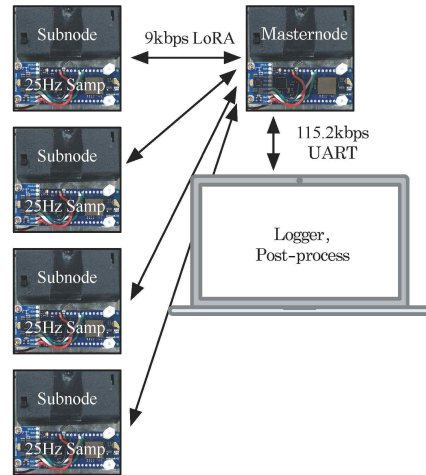 Subnode
25Hz Samp.
9kbps LoRA
Masternode
115.2kbps
UART
Subnode
25Hz Samp.
Logger,
Post-process
Subnode
25Hz Samp.
Subnode
25Hz Samp.